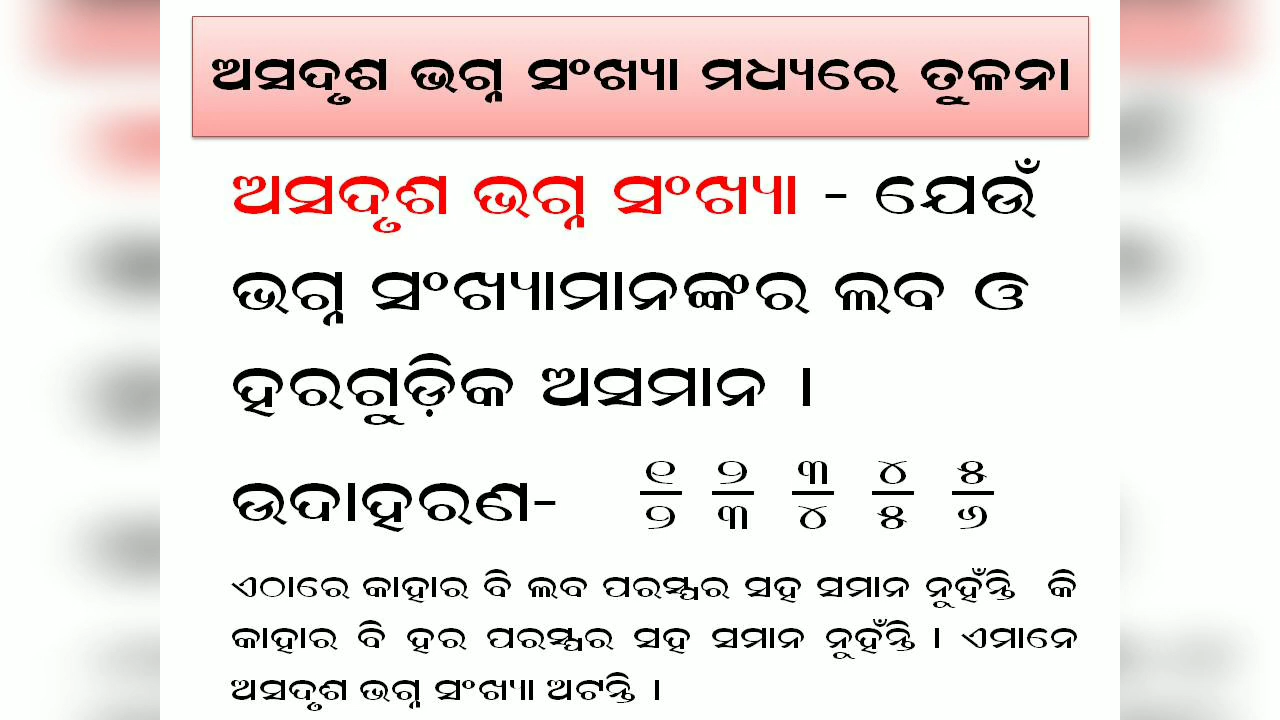 ଅସଦୃଶ ଭଗ୍ନ ସଂଖ୍ୟା ମଧ୍ୟରେ ତୁଳନା
ଅସଦୃଶ ଭଗ୍ନ ସଂଖ୍ୟା - ଯେଉଁ
ଭଗ୍ନ ସଂଖ୍ୟାମାନଙ୍କର ଲବ ଓ
ହରଗୁଡ଼ିକ ଅସମାନ ।
ଉଦାହରଣ- ୧/୨ ୨/୩ ୩/୪ ୪/୫ ୫/୬
ଏଠାରେ କାହାର ବି ଲବ ପରସ୍ପର ସହ ସମାନ ନୁହଁନ୍ତି କି
କାହାର ବି ହର ପରସ୍ପର ସହ ସମାନ ନୁହଁନ୍ତି । ଏମାନେ
ଅସଦୃଶ ଭଗ୍ନ ସଂଖ୍ୟା ଅଟନ୍ତି ।